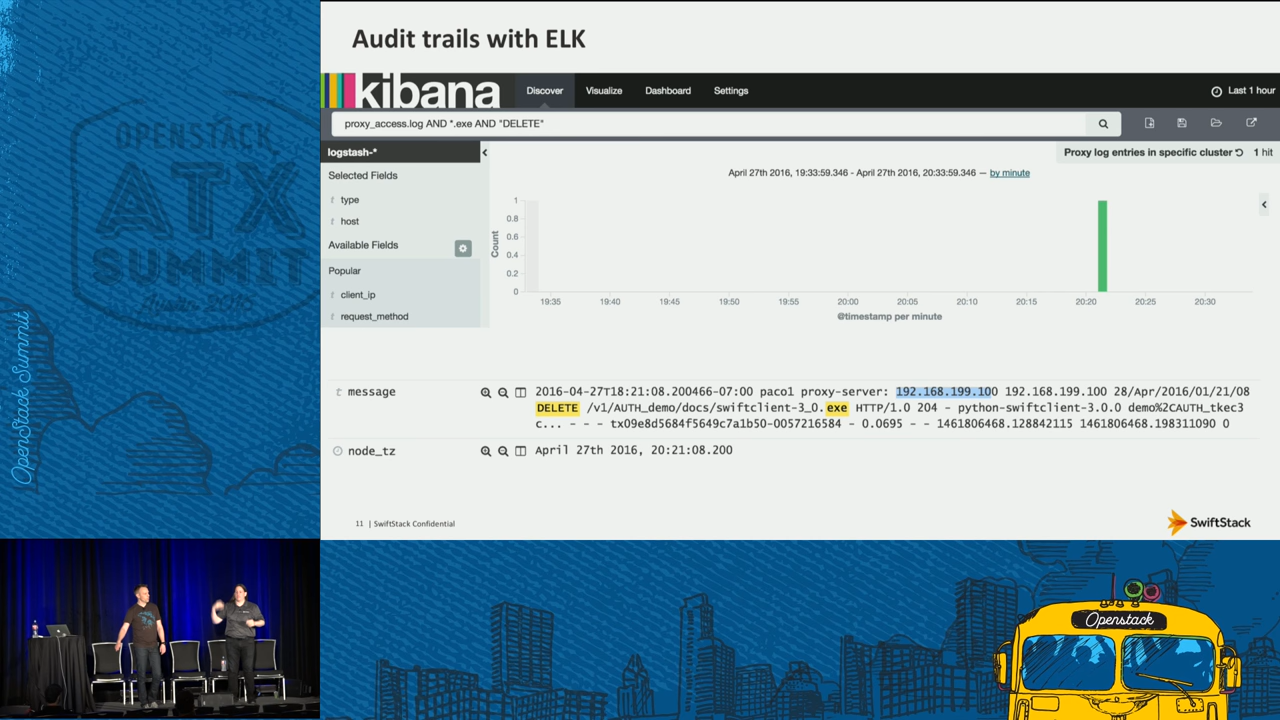 Audit trails with ELK
kibana
Discover
Visualize
Dashboard
Settings
Last 1 hour
proxy_access.log AND *.exe AND "DELETE"
logstash-*
Proxy log entries in specific cluster
1 hit
Selected Fields
April 27th 2016, 19:33:59.346 - April 27th 2016, 20:33:59.346 — by minute
t type
t host
Available Fields
Popular
t client_ip
t request_method
Count
1
0.8
0.6
0.4
0.2
0
19:35 19:40 19:45 19:50 19:55 20:00 20:05 20:10 20:15 20:20 20:25 20:30
@timestamp per minute
t message
2016-04-27T18:21:08.200466-07:00 paco1 proxy-server: 192.168.199.100 192.168.199.100 28/Apr/2016/01/21/08
DELETE /v1/AUTH_demo/docs/swiftclient-3_0.exe HTTP/1.0 204 - python-swiftclient-3.0.0 demo%2CAUTH_tkec3
c... - - - tx09e8d5684f5649c7a1b50-0057216584 - 0.0695 - - 1461806468.128842115 1461806468.198311090 0
node_tz
April 27th 2016, 20:21:08.200
11 | SwiftStack Confidential
SwiftStack
OPENSTACK
ATX
SUMMIT
Austin 2016
OpenStack Summit
Openstack